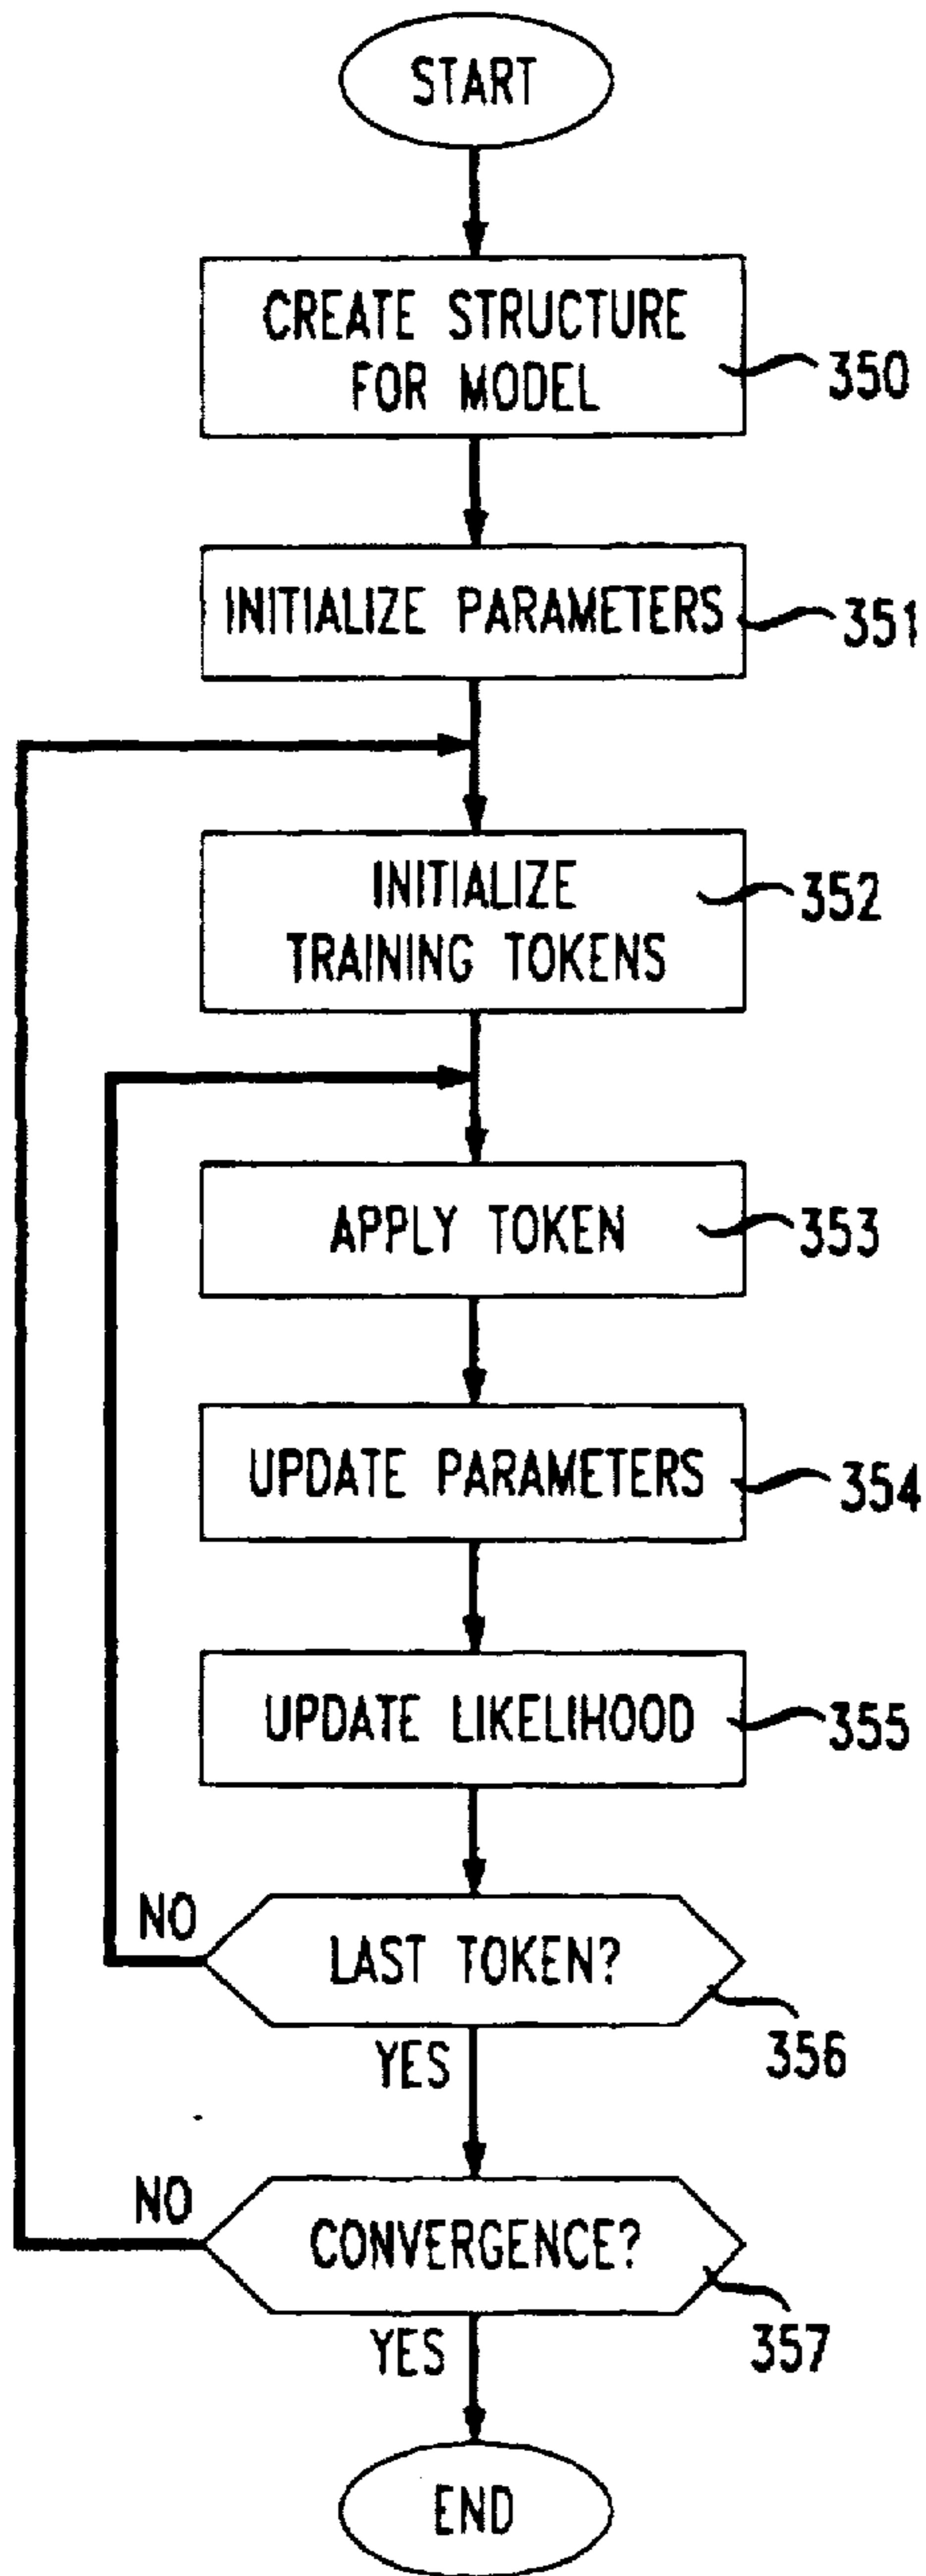 START
CREATE STRUCTURE
FOR MODEL
350
INITIALIZE PARAMETERS
351
INITIALIZE
TRAINING TOKENS
352
APPLY TOKEN
353
UPDATE PARAMETERS
354
UPDATE LIKELIHOOD
355
NO
LAST TOKEN?
356
YES
NO
CONVERGENCE?
357
YES
END